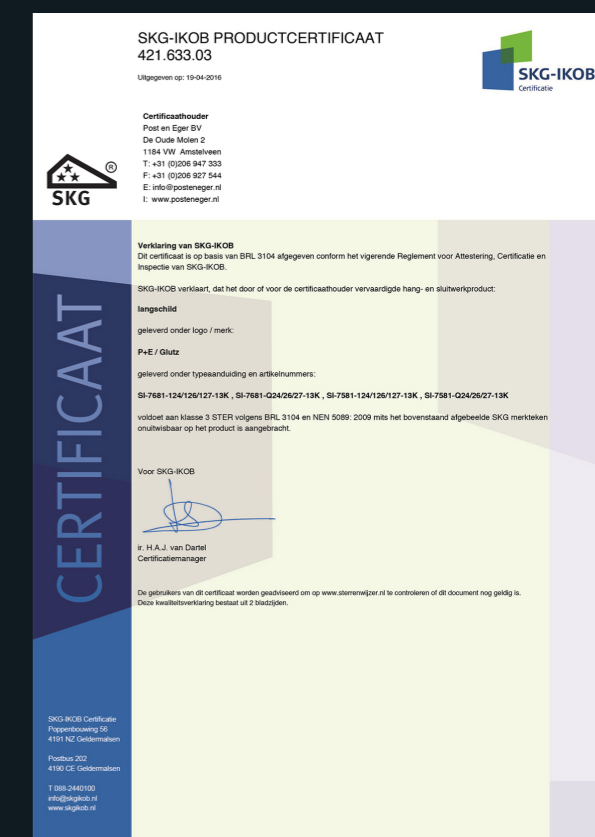 SKG-IKOB PRODUCTCERTIFICAAT
421.633.03
Uitgegeven op: 19-04-2016
SKG-IKOB
Certificatie
Certificaathouder
Post en Eger BV
De Oude Molen 2
1184 VW Amstelveen
T: +31 (0)206 947 333
F: +31 (0)206 927 544
E: info@posteneger.nl
I: www.posteneger.nl
®
SKG
CERTIFICAAT
Verklaring van SKG-IKOB
Dit certificaat is op basis van BRL 3104 afgegeven conform het vigerende Reglement voor Attestering, Certificatie en
Inspectie van SKG-IKOB.
SKG-IKOB verklaart, dat het door of voor de certificaathouder vervaardigde hang- en sluitwerkproduct:
langschild
geleverd onder logo / merk:
P+E / Glutz
geleverd onder typeaanduiding en artikelnummers:
SI-7681-124/126/127-13K , SI-7681-Q24/26/27-13K , SI-7581-124/126/127-13K , SI-7581-Q24/26/27-13K
voldoet aan klasse 3 STER volgens BRL 3104 en NEN 5089: 2009 mits het bovenstaand afgebeelde SKG merkteken
onuitwisbaar op het product is aangebracht.
Voor SKG-IKOB
ir. H.A.J. van Dartel
Certificatiemanager
De gebruikers van dit certificaat worden geadviseerd om op www.sterrenwijzer.nl te controleren of dit document nog geldig is.
Deze kwaliteitsverklaring bestaat uit 2 bladzijden.
SKG-IKOB Certificatie
Poppenbouwing 56
4191 NZ Geldermalsen
Postbus 202
4190 CE Geldermalsen
T 088-2440100
info@skgikob.nl
www.skgikob.nl